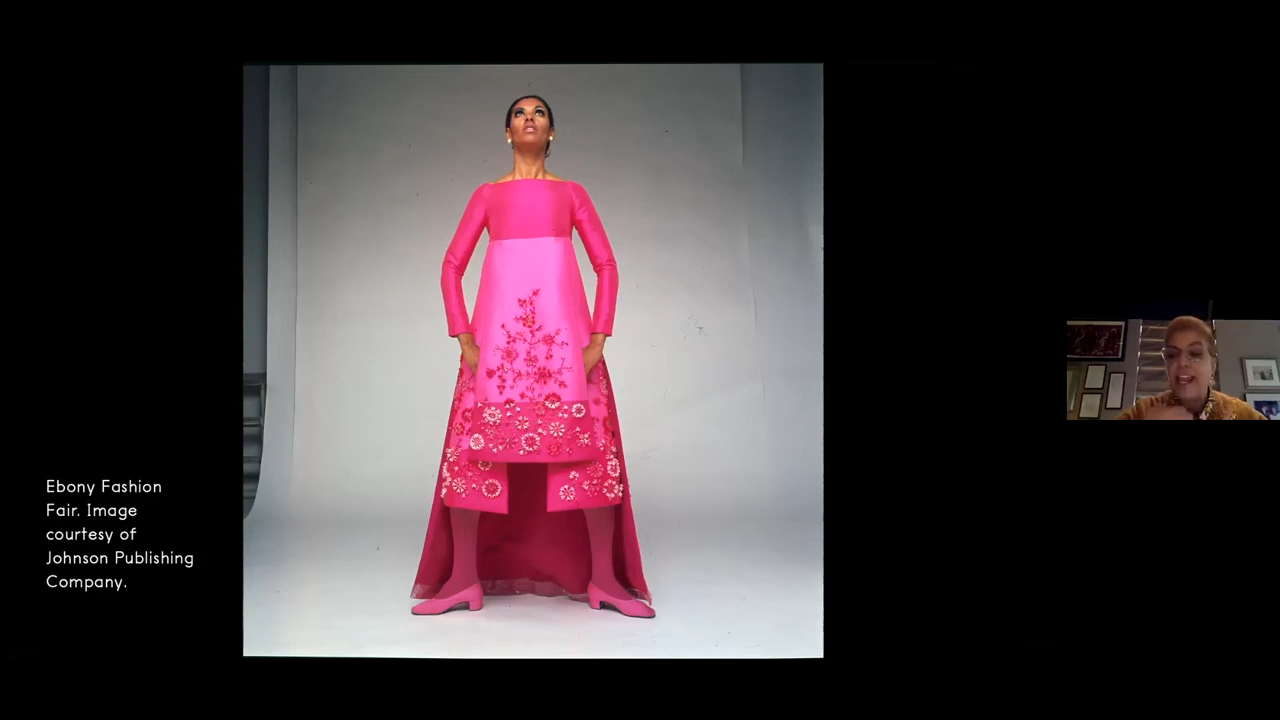 Ebony Fashion
Fair. Image
courtesy of
Johnson Publishing
Company.